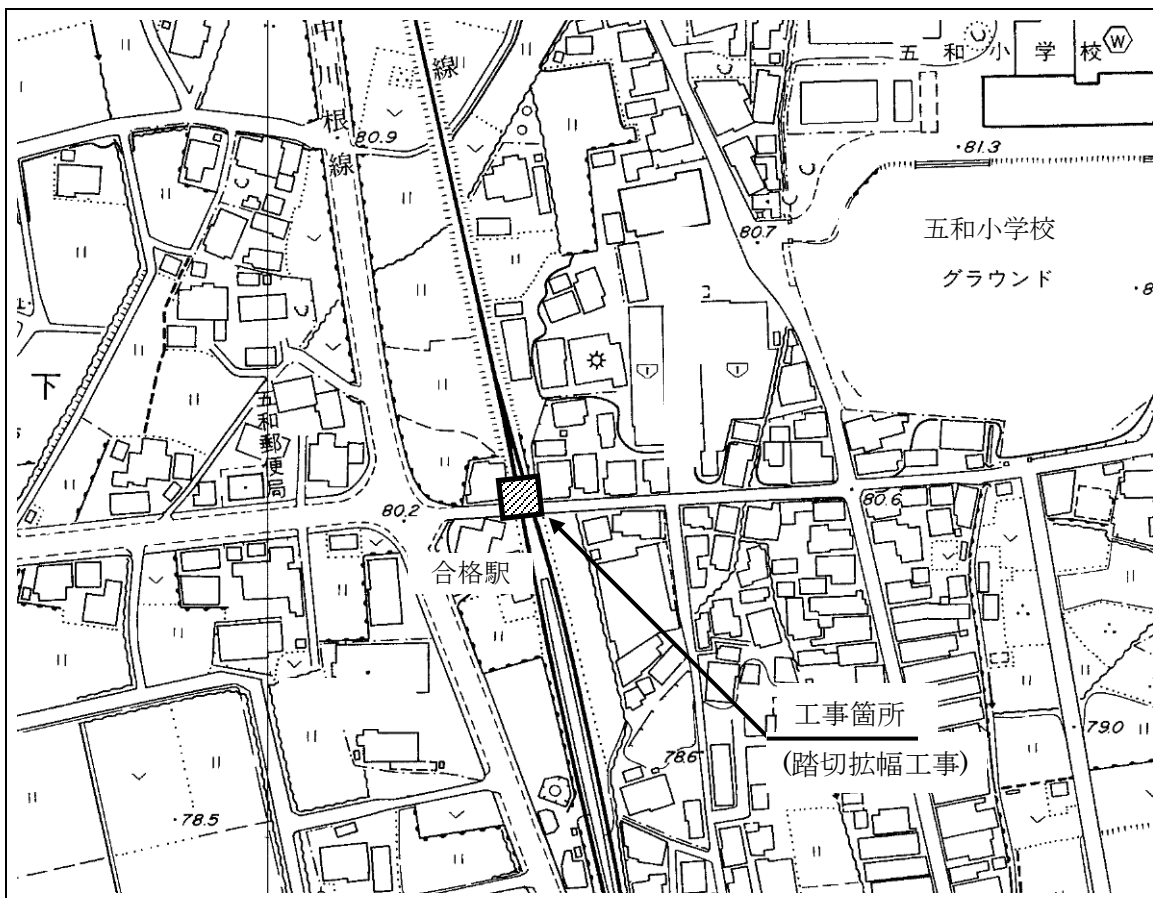 五和小学校
W
中川根線
線
80.9
81.3
80.7
五和小学校
グラウンド
下
五和郵便局
80.2
80.6
合格駅
工事箇所
(踏切拡幅工事)
78.6
79.0
78.5